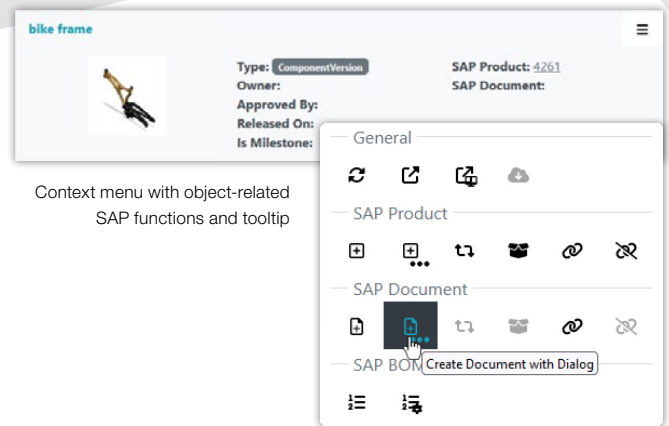 bike frame
Type: ComponentVersion
SAP Product: 4261
Owner:
SAP Document:
Approved By:
Released On:
Is Milestone:
Context menu with object-related
SAP functions and tooltip
General
SAP Product
SAP Document
Create Document with Dialog
SAP BOM